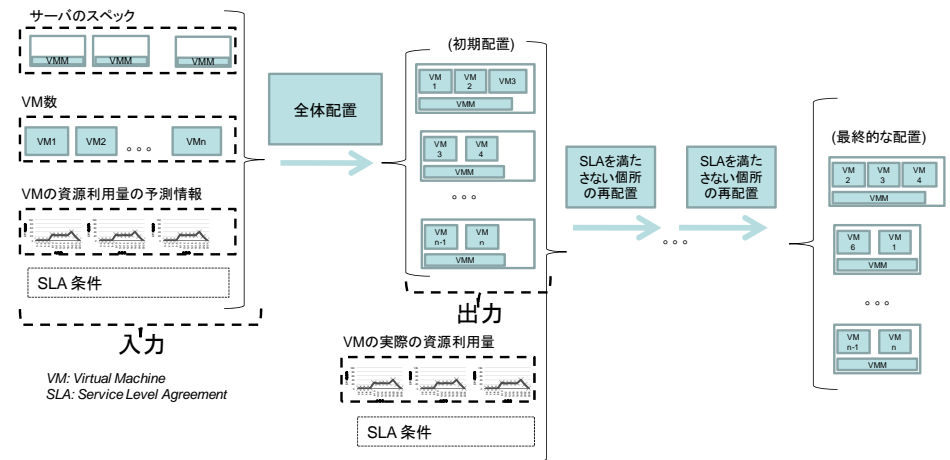 サーバのスペック
VMM
VMM
VMM
VM数
VM1
VM2
。。。
VMn
VMの資源利用量の予測情報
SLA 条件
入力
VM: Virtual Machine
SLA: Service Level Agreement
全体配置
(初期配置)
VM
1
VM
2
VM3
VMM
VM
3
VM
4
VMM
。。。
VM
n-1
VM
n
VMM
出力
VMの実際の資源利用量
SLA 条件
SLAを満た
さない個所
の再配置
。。。
SLAを満た
さない個所
の再配置
(最終的な配置)
VM
2
VM
3
VM
4
VMM
VM
6
VM
1
VMM
。。。
VM
n-1
VM
n
VMM